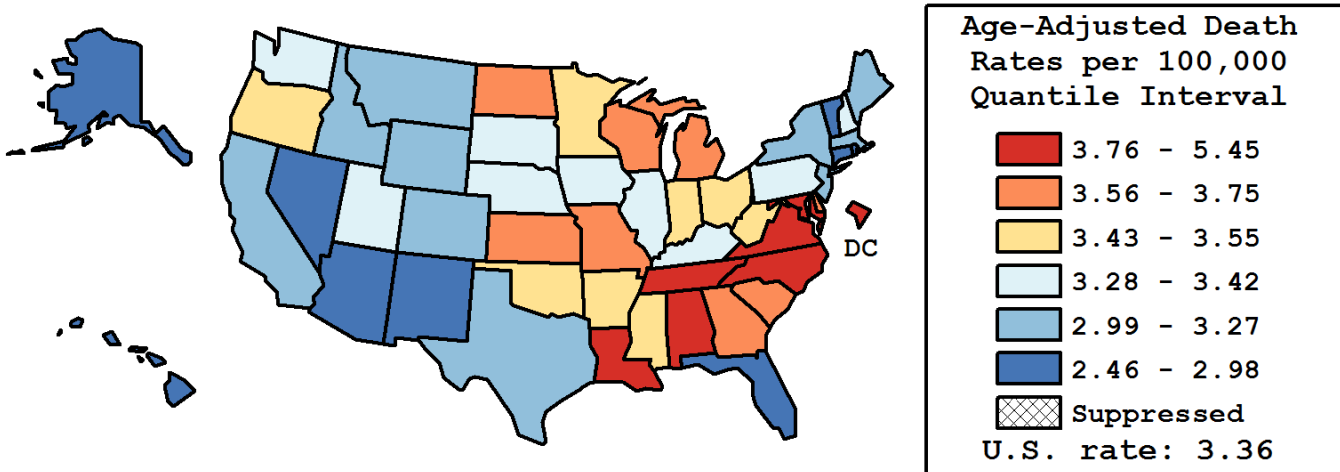 Age-Adjusted Death
Rates per 100,000
Quantile Interval
3.76 - 5.45
3.56 - 3.75
3.43 - 3.55
3.28 - 3.42
2.99 - 3.27
2.46 - 2.98
Suppressed
U.S. rate: 3.36
DC